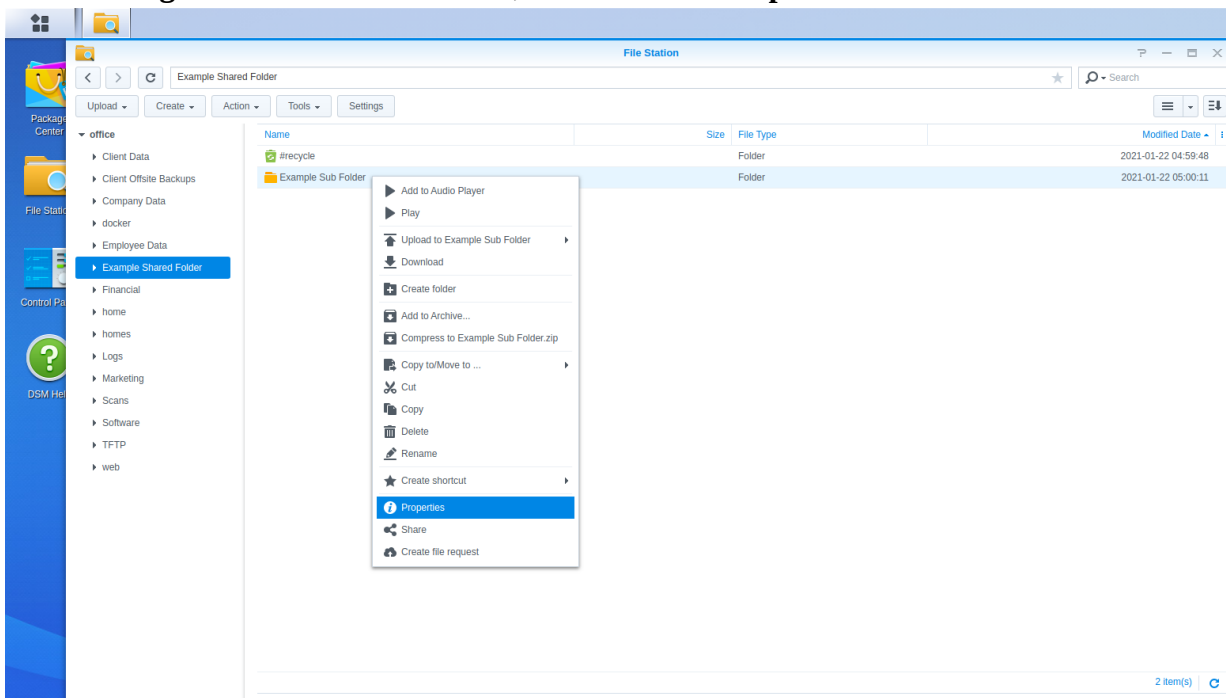 File Station
Example Shared Folder
Search
Upload
Create
Action
Tools
Settings
Package
Center
File Static
Control Pa
DSM Hel
office
Client Data
Client Offsite Backups
Company Data
docker
Employee Data
Example Shared Folder
Financial
home
homes
Logs
Marketing
Scans
Software
TFTP
web
Name Size File Type Modified Date
#recycle Folder 2021-01-22 04:59:48
Example Sub Folder Folder 2021-01-22 05:00:11
Add to Audio Player
Play
Upload to Example Sub Folder
Download
Create folder
Add to Archive...
Compress to Example Sub Folder.zip
Copy to/Move to ...
Cut
Copy
Delete
Rename
Create shortcut
Properties
Share
Create file request
2 item(s)